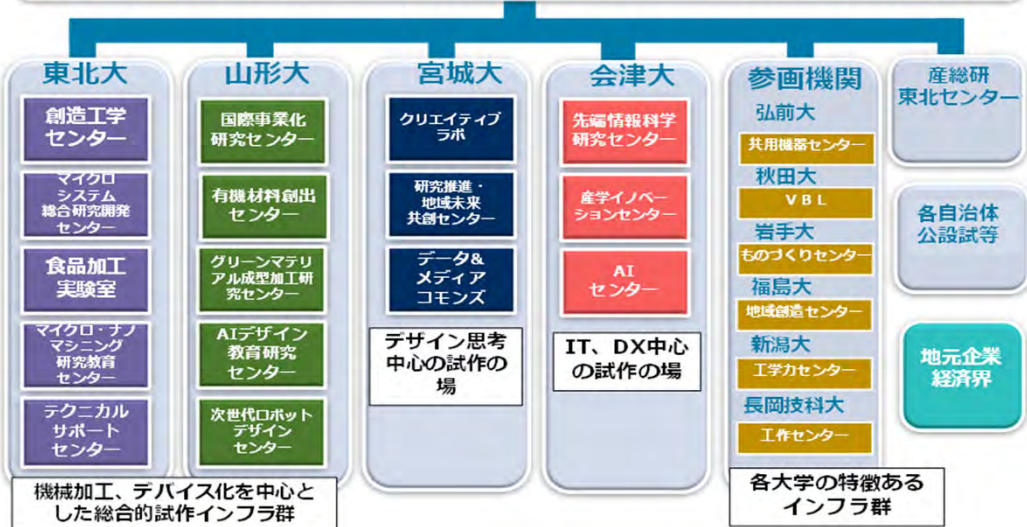 東北大
創造工学
センター
マイクロ
システム
総合研究開発
センター
食品加工
実験室
マイクロ・ナノ
マシニング
研究教育
センター
テクニカル
サポート
センター
山形大
国際事業化
研究センター
有機材料創出
センター
グリーンマテリ
アル成型加工研
究センター
AIデザイン
教育研究
センター
次世代ロボット
デザイン
センター
機械加工、デバイス化を中心と
した総合的試作インフラ群
宮城大
クリエイティブ
ラボ
研究推進・
地域未来
共創センター
データ&
メディア
コモンズ
デザイン思考
中心の試作の
場
会津大
先端情報科学
研究センター
産学イノベー
ションセンター
AI
センター
IT、DX中心
の試作の場
参画機関
弘前大
共用機器センター
秋田大
VBL
岩手大
ものづくりセンター
福島大
地域創造センター
新潟大
工学力センター
長岡技科大
工作センター
各大学の特徴ある
インフラ群
産総研
東北センター
各自治体
公設試等
地元企業
経済界